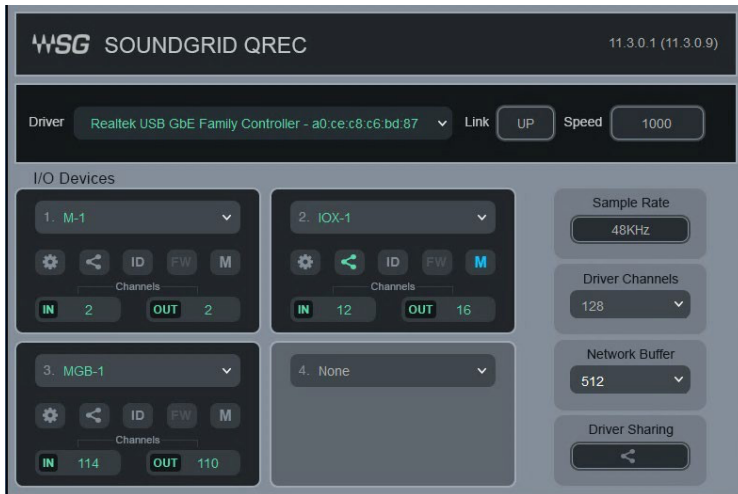 WSG SOUNDGRID QREC 11.3.0.1 (11.3.0.9)
Driver Realtek USB GbE Family Controller - a0:ce:c8:c6:bd:87 Link UP Speed 1000
I/O Devices
1. M-1
ID FW M
Channels
IN 2 OUT 2
2. IOX-1
ID FW M
Channels
IN 12 OUT 16
3. MGB-1
ID FW M
Channels
IN 114 OUT 110
4. None
Sample Rate
48KHz
Driver Channels
128
Network Buffer
512
Driver Sharing